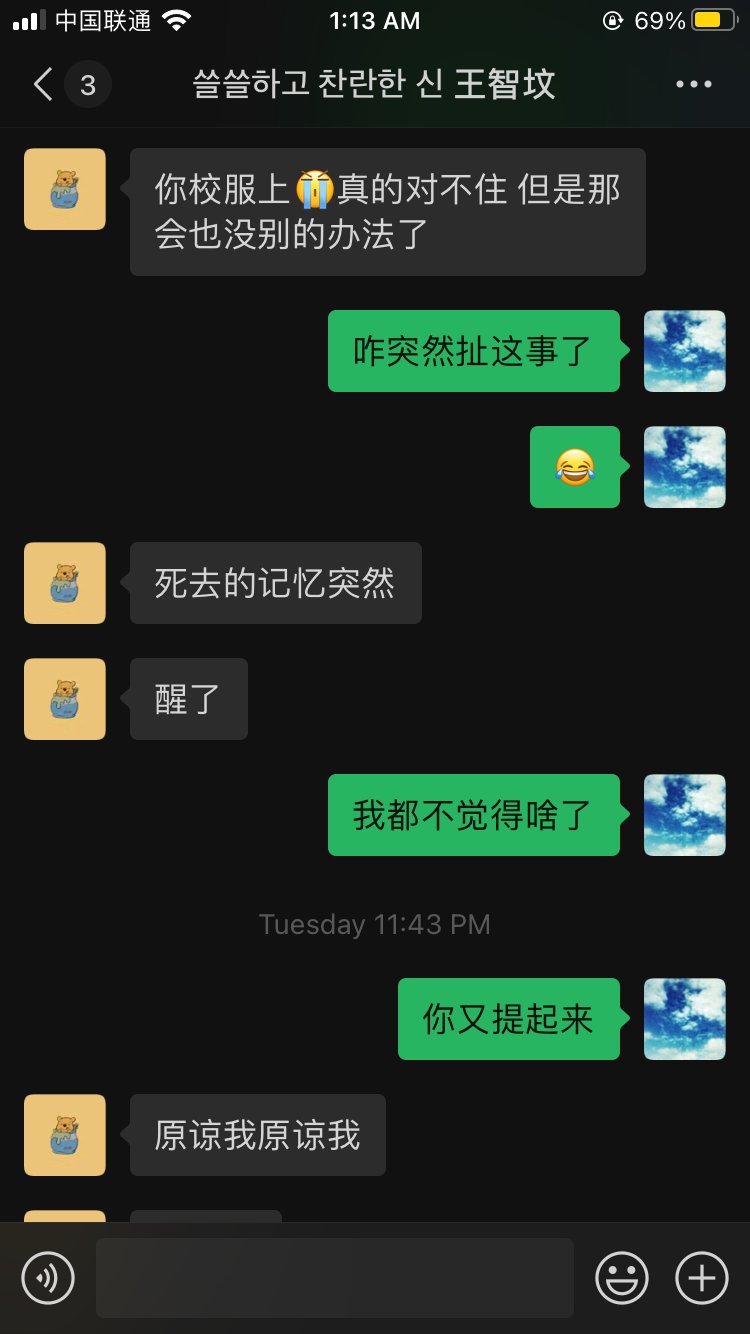 中国联通
1:13 AM
69%
3
쓸쓸하고 찬란한 신 王智坟
你校服上😭真的对不住 但是那
会也没别的办法了
咋突然扯这事了
😂
死去的记忆突然
醒了
我都不觉得啥了
Tuesday 11:43 PM
你又提起来
原谅我原谅我